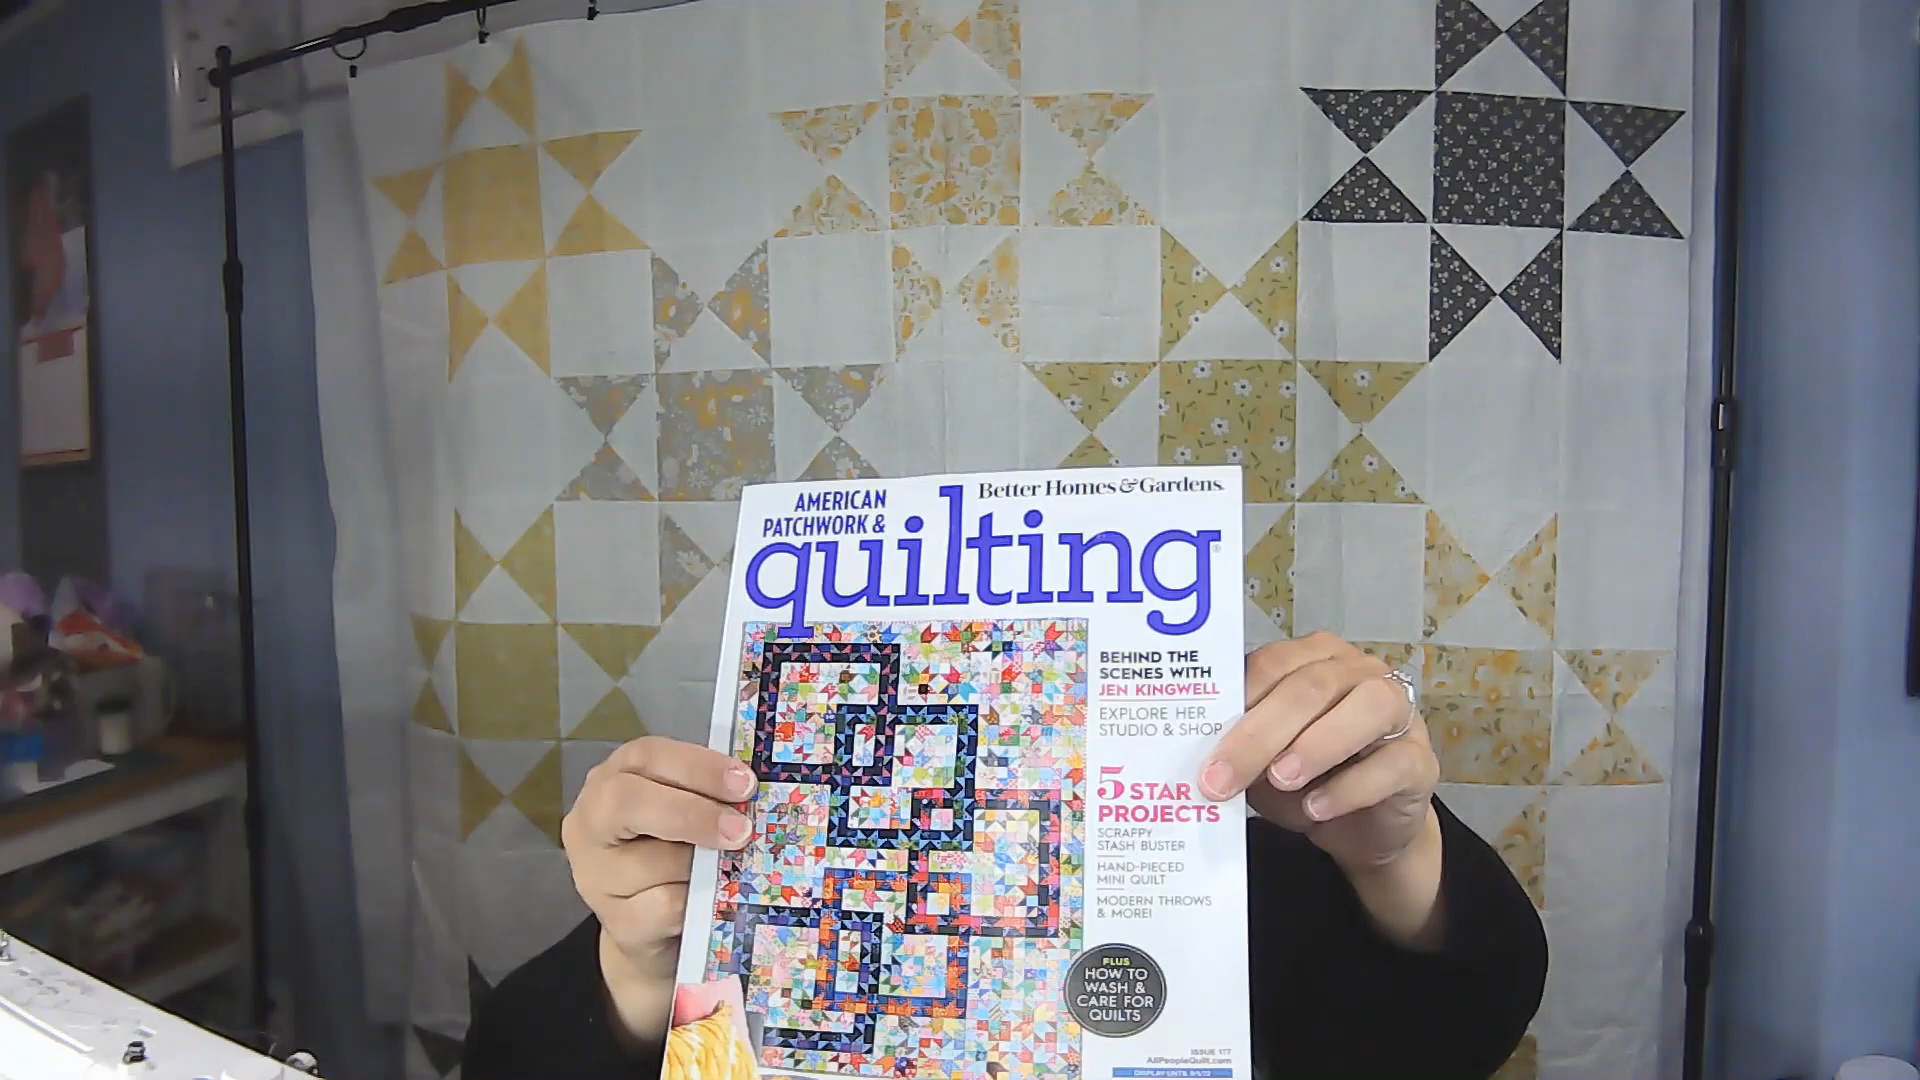 AMERICAN
PATCHWORK &
Better Homes & Gardens.
quilting
BEHIND THE
SCENES WITH
JEN KINGWELL
EXPLORE HER
STUDIO & SHOP
5 STAR
PROJECTS
SCRAPPY
STASH BUSTER
HAND-PIECED
MINI QUILT
MODERN THROWS
& MORE!
PLUS
HOW TO
WASH &
CARE FOR
QUILTS
ISSUE 177
AllPeopleQuilt.com
DISPLAY UNTIL